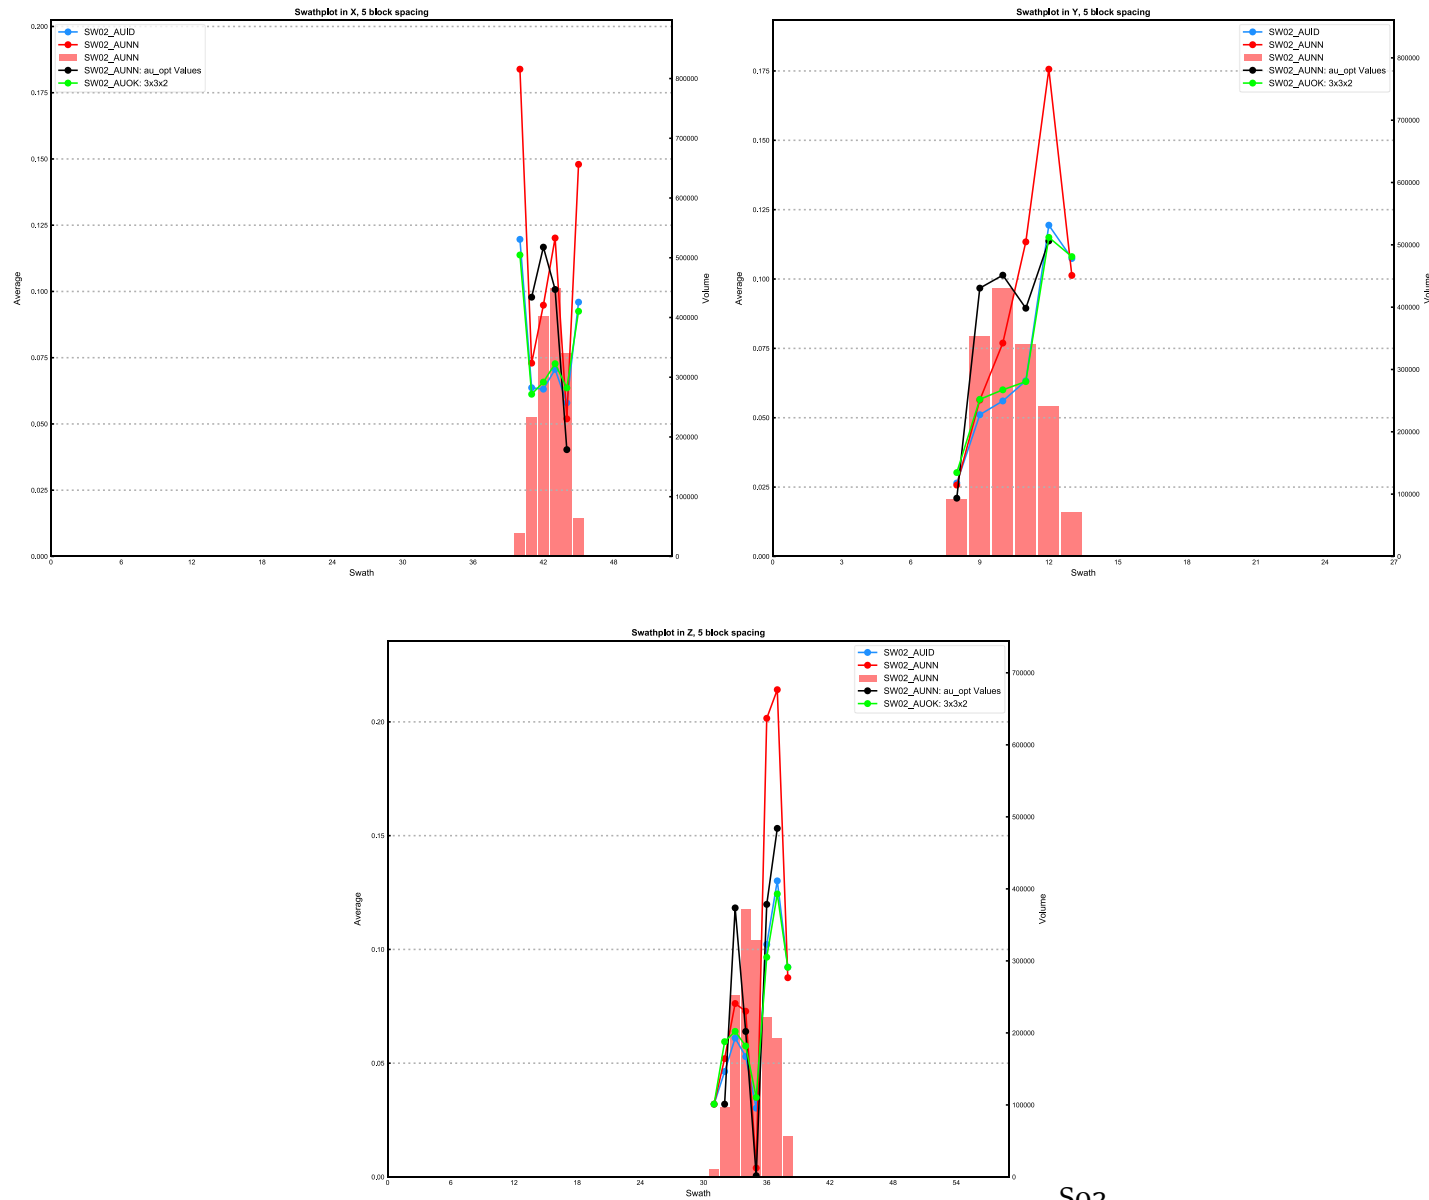 Swathplot in X, 5 block spacing
SW02_AUID
SW02_AUNN
SW02_AUNN
SW02_AUNN: au_opt Values
SW02_AUOK: 3x3x2
0.200
0.175
0.150
0.125
0.100
0.075
0.050
0.025
0.000
Average
800000
700000
600000
500000
400000
300000
200000
100000
0
Volume
0 6 12 18 24 30 36 42 48
Swath
Swathplot in Y, 5 block spacing
SW02_AUID
SW02_AUNN
SW02_AUNN
SW02_AUNN: au_opt Values
SW02_AUOK: 3x3x2
0.175
0.150
0.125
0.100
0.075
0.050
0.025
0.000
Average
800000
700000
600000
500000
400000
300000
200000
100000
0
Volume
0 3 6 9 12 15 18 21 24 27
Swath
Swathplot in Z, 5 block spacing
SW02_AUID
SW02_AUNN
SW02_AUNN
SW02_AUNN: au_opt Values
SW02_AUOK: 3x3x2
0.20
0.15
0.10
0.05
0.00
Average
700000
600000
500000
400000
300000
200000
100000
0
Volume
0 6 12 18 24 30 36 42 48 54
Swath